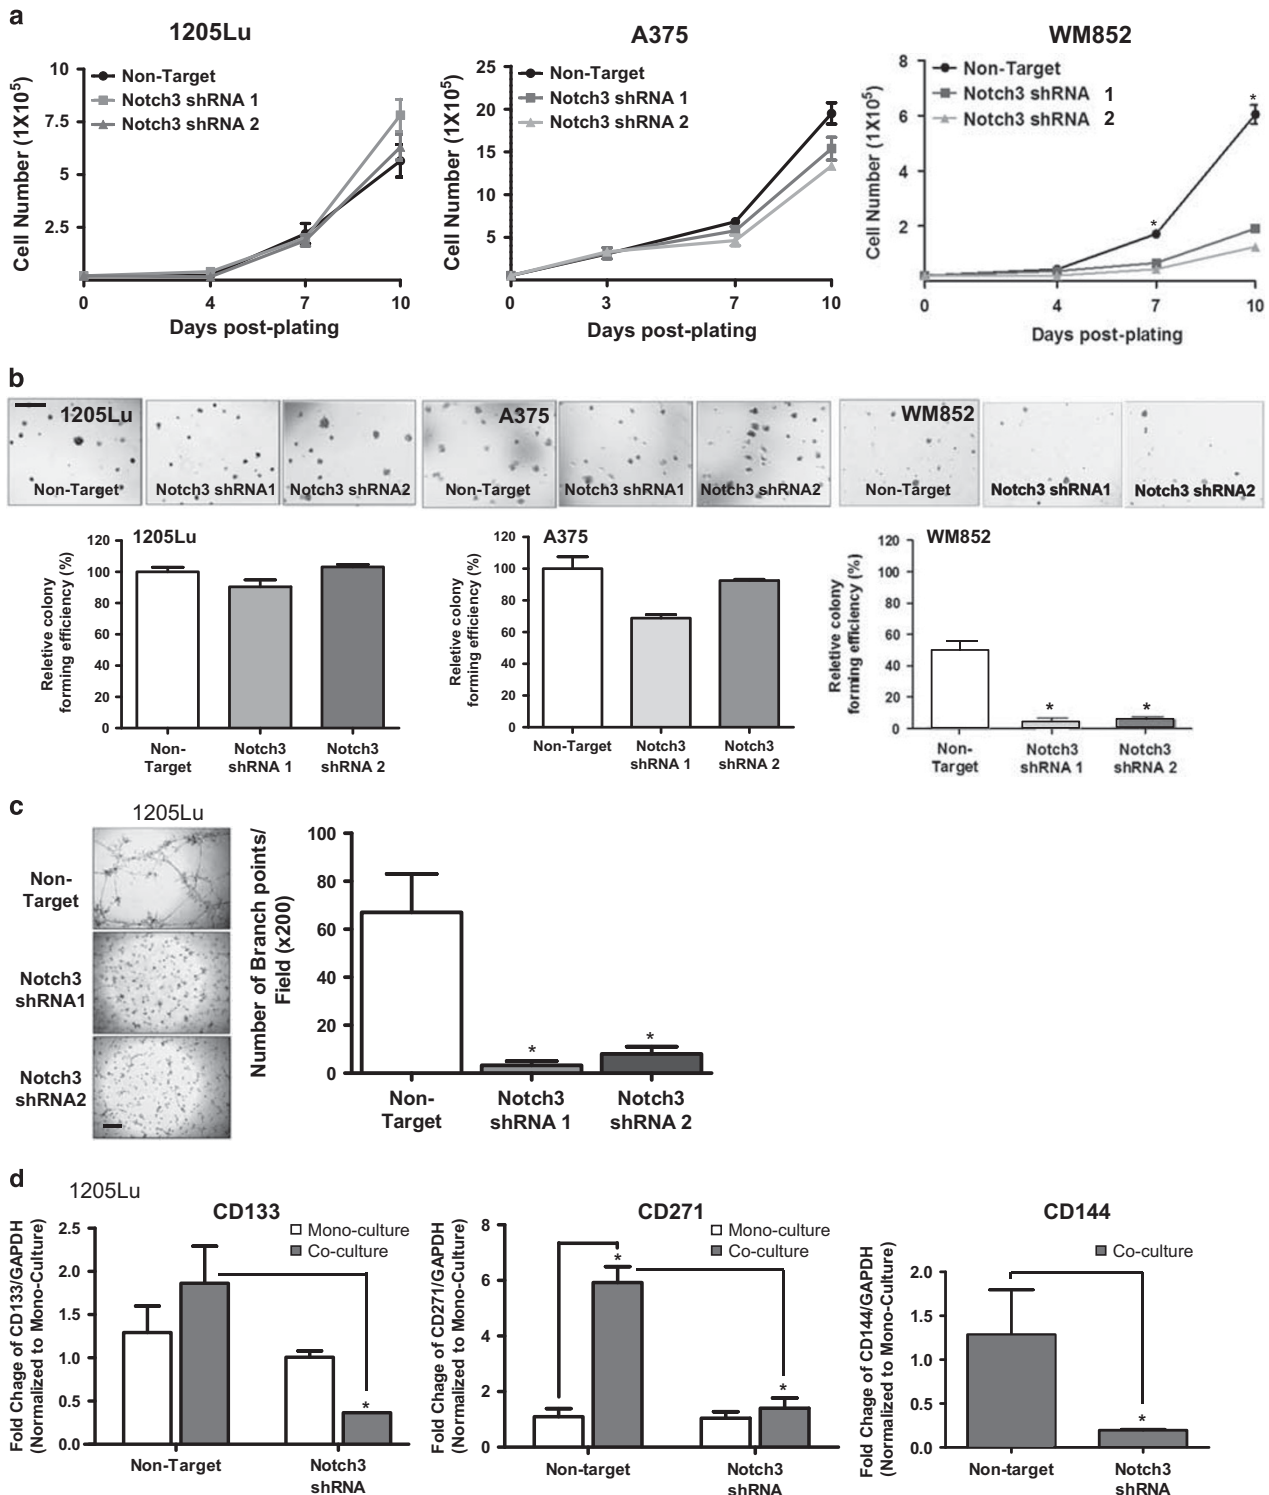 a
1205Lu
Cell Number (1X10⁵)
10
7.5
5
2.5
Non-Target
Notch3 shRNA 1
Notch3 shRNA 2
0
4
7
10
Days post-plating
A375
Cell Number (1X10⁵)
25
20
15
10
5
Non-Target
Notch3 shRNA 1
Notch3 shRNA 2
0
3
7
10
Days post-plating
WM852
Cell Number (1X10⁵)
8
6
4
2
Non-Target
Notch3 shRNA 1
Notch3 shRNA 2
*
*
0
4
7
10
Days post-plating
b
1205Lu
Non-Target
Notch3 shRNA1
Notch3 shRNA2
A375
Non-Target
Notch3 shRNA1
Notch3 shRNA2
WM852
Non-Target
Notch3 shRNA1
Notch3 shRNA2
1205Lu
Reletive colony
forming efficiency (%)
120
100
80
60
40
20
0
Non-
Target
Notch3
shRNA 1
Notch3
shRNA 2
A375
Reletive colony
forming efficiency (%)
120
100
80
60
40
20
0
Non-Target
Notch3
shRNA 1
Notch3
shRNA 2
WM852
Reletive colony
forming efficiency (%)
120
100
80
60
40
20
0
*
*
Non-
Target
Notch3
shRNA 1
Notch3
shRNA 2
c
1205Lu
Non-
Target
Notch3
shRNA1
Notch3
shRNA2
Number of Branch points/
Field (x200)
100
80
60
40
20
0
*
*
Non-
Target
Notch3
shRNA 1
Notch3
shRNA 2
d
1205Lu
CD133
Mono-culture
Co-culture
Fold Chage of CD133/GAPDH
(Normalized to Mono-Culture)
2.5
2.0
1.5
1.0
0.5
0.0
*
Non-Target
Notch3
shRNA
CD271
Mono-culture
Co-culture
Fold Chage of CD271/GAPDH
(Normalized to Mono-Culture)
8
6
4
2
0
*
*
Non-target
Notch3
shRNA
CD144
Co-culture
Fold Chage of CD144/GAPDH
(Normalized to Mono-Culture)
2.0
1.5
1.0
0.5
0.0
*
Non-target
Notch3
shRNA